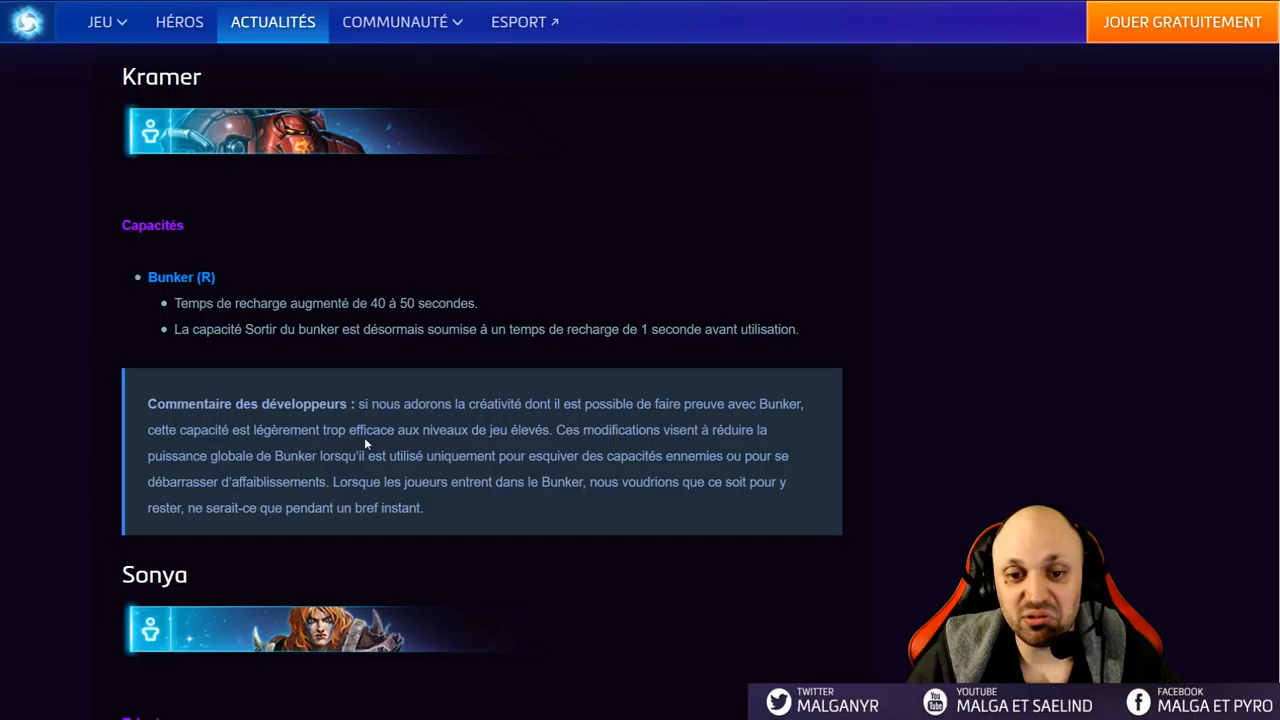 JEU
HÉROS
ACTUALITÉS
COMMUNAUTÉ
ESPORT
JOUER GRATUITEMENT
Kramer
Capacités
Bunker (R)
Temps de recharge augmenté de 40 à 50 secondes.
La capacité Sortir du bunker est désormais soumise à un temps de recharge de 1 seconde avant utilisation.
Commentaire des développeurs : si nous adorons la créativité dont il est possible de faire preuve avec Bunker,
cette capacité est légèrement trop efficace aux niveaux de jeu élevés. Ces modifications visent à réduire la
puissance globale de Bunker lorsqu'il est utilisé uniquement pour esquiver des capacités ennemies ou pour se
débarrasser d'affaiblissements. Lorsque les joueurs entrent dans le Bunker, nous voudrions que ce soit pour y
rester, ne serait-ce que pendant un bref instant.
Sonya
TWITTER
MALGANYR
YOUTUBE
MALGA ET SAELIND
FACEBOOK
MALGA ET PYRO